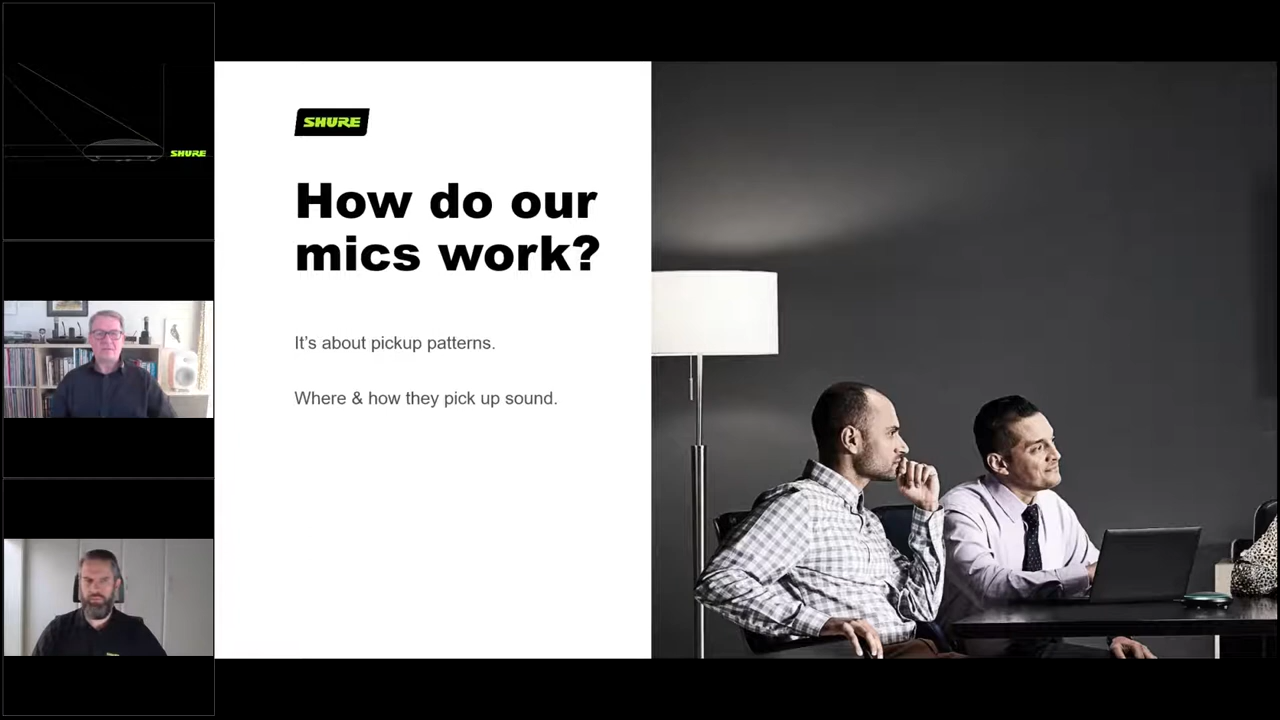 SHURE
SHURE
How do our
mics work?
It's about pickup patterns.
Where & how they pick up sound.